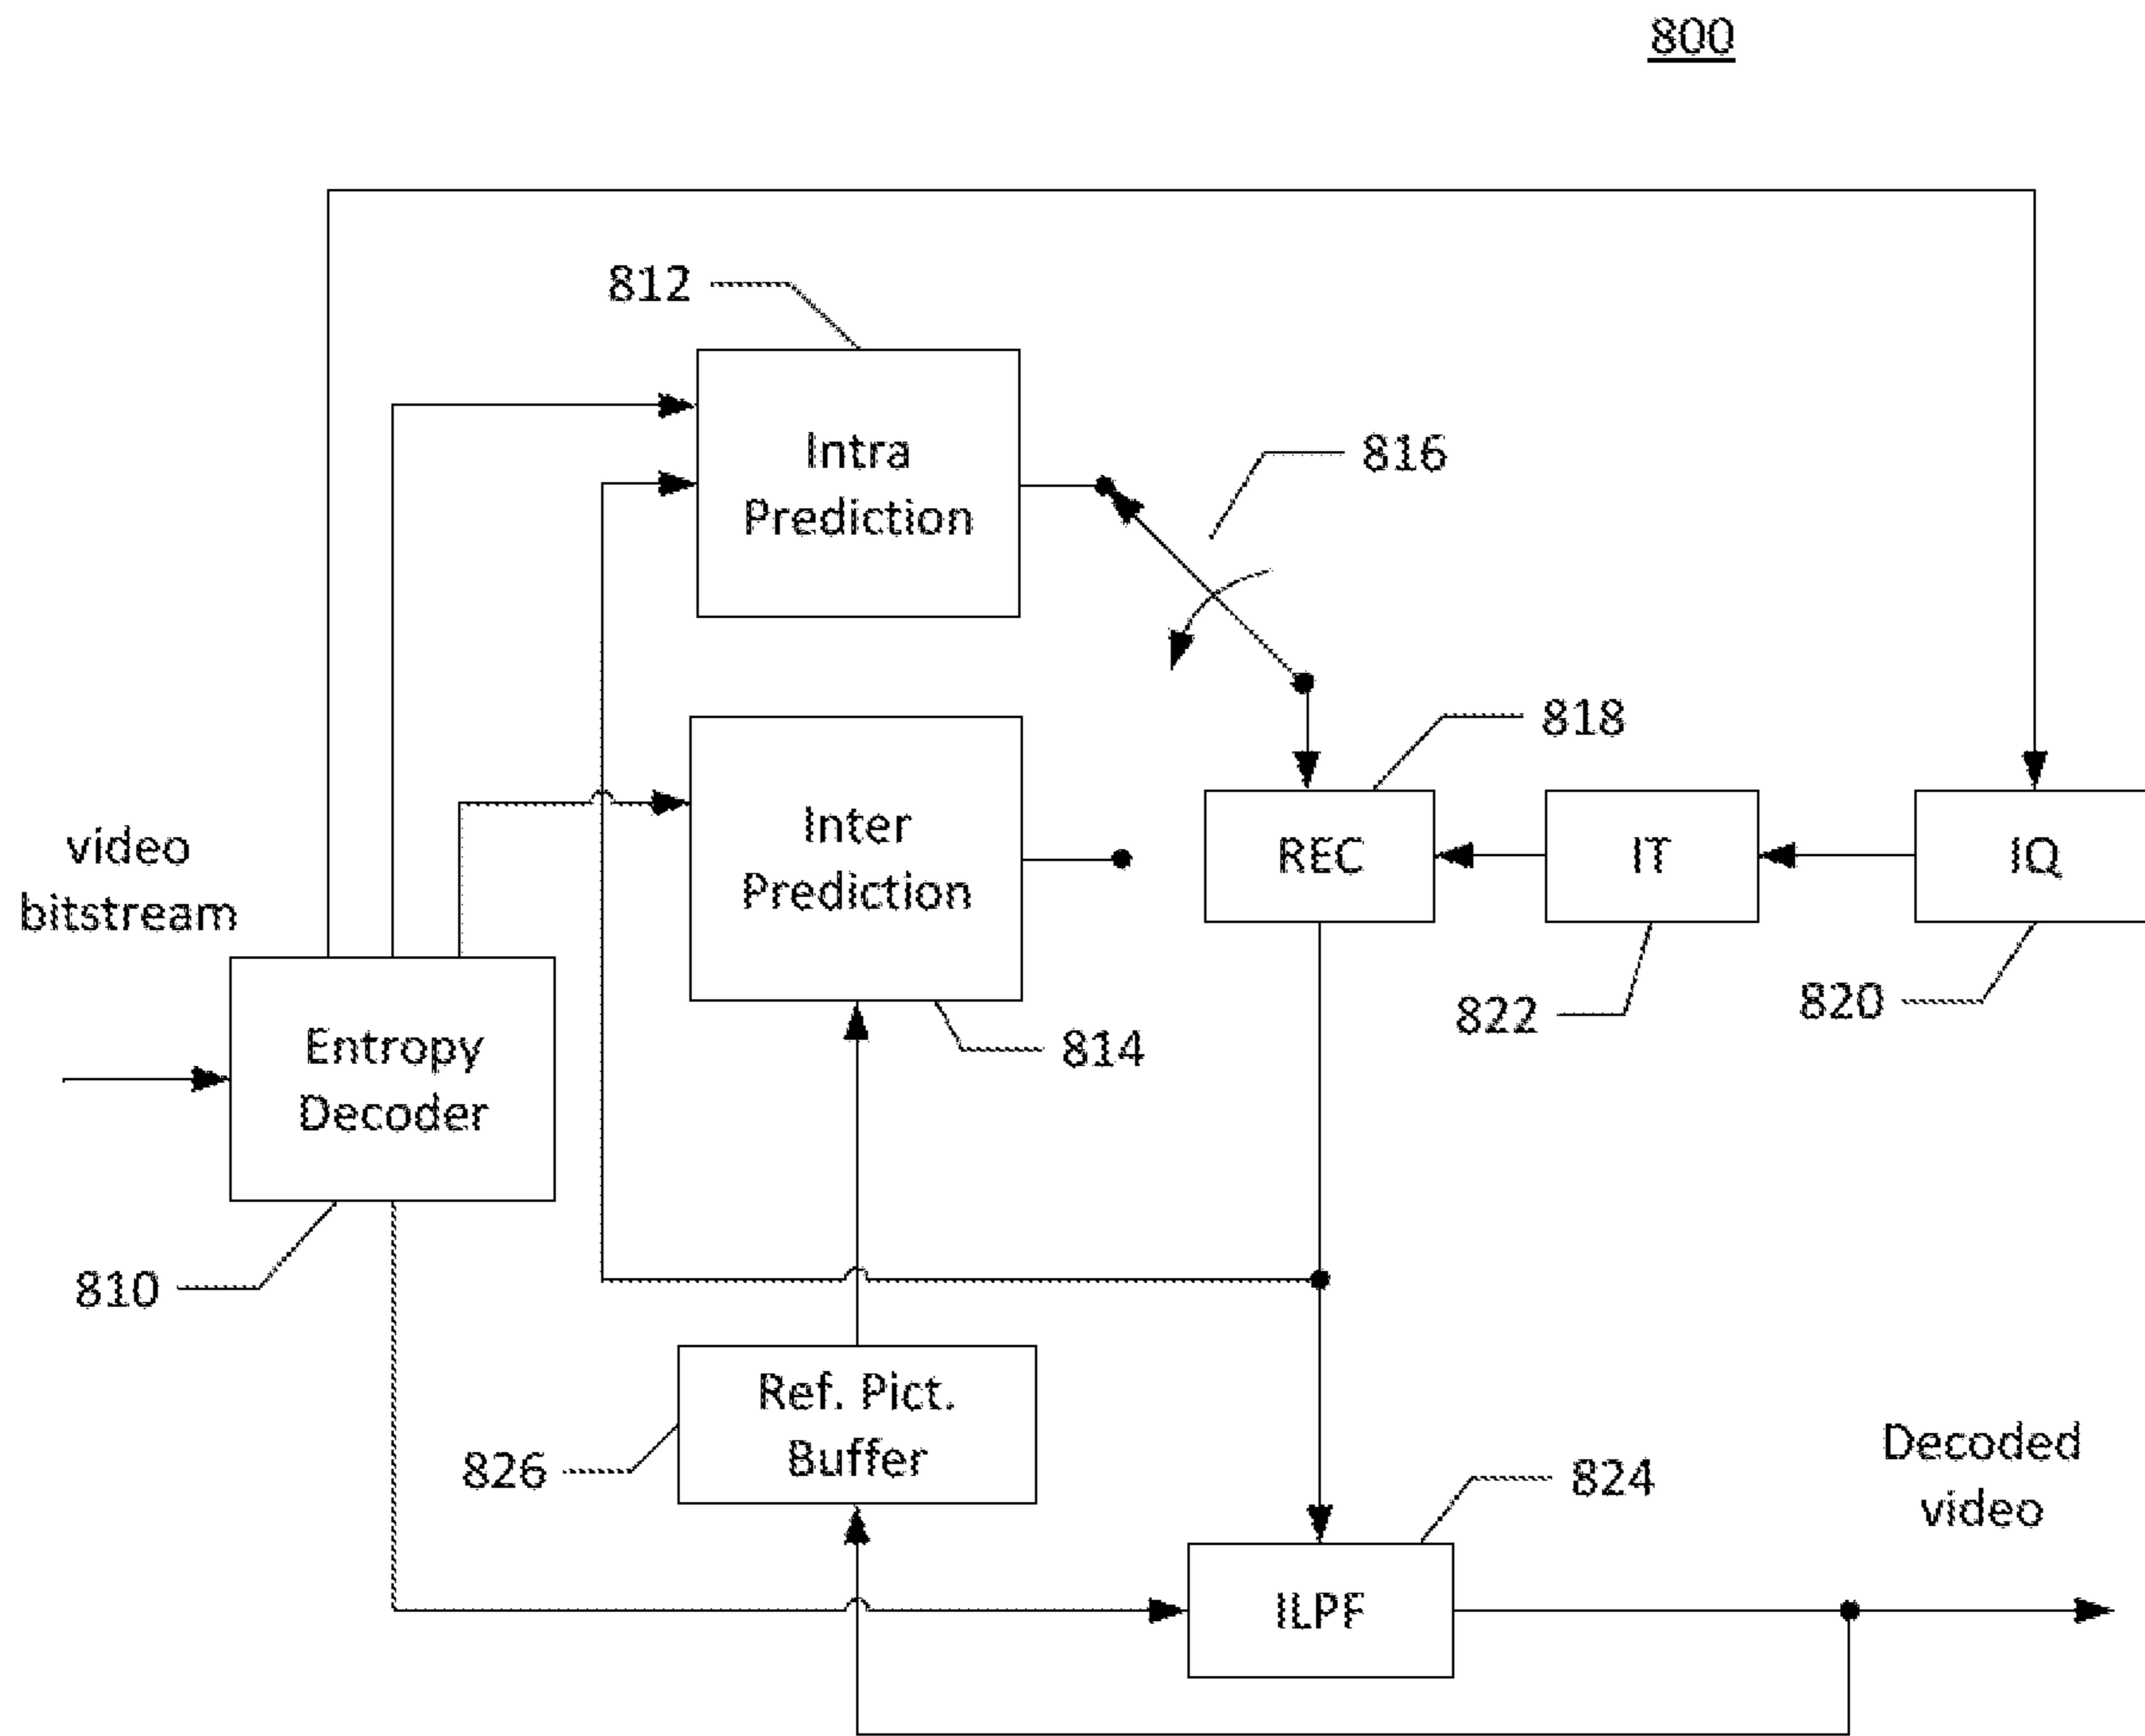 800
812
Intra
Prediction
816
818
Inter
Prediction
REC
IT
IQ
video
bitstream
822
820
814
Entropy
Decoder
810
Ref. Pict.
Buffer
826
824
Decoded
video
ILPF